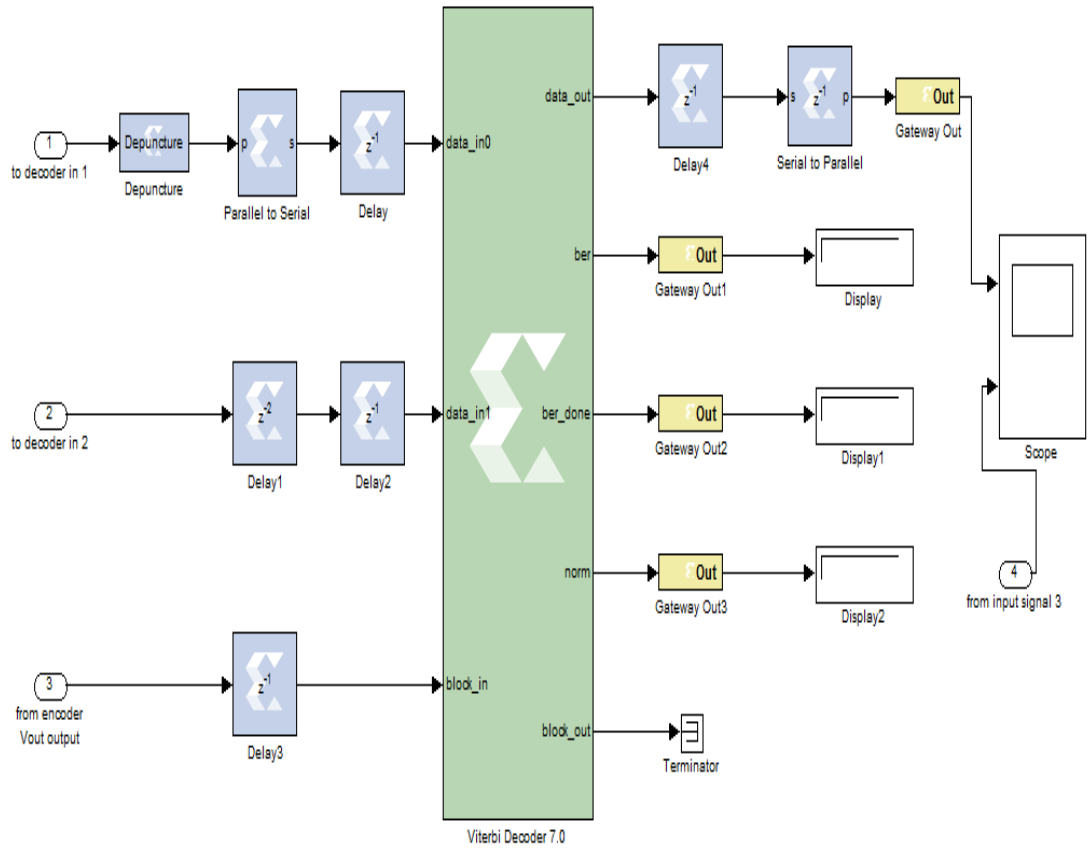 1
to decoder in 1
Depuncture
Depuncture
p
s
Parallel to Serial
z-1
Delay
data_in0
data_out
z-1
Delay4
s
z-1
p
Serial to Parallel
Out
Gateway Out
ber
Out
Gateway Out1
Display
Scope
2
to decoder in 2
z-2
Delay1
z-1
Delay2
data_in1
ber_done
Out
Gateway Out2
Display1
norm
Out
Gateway Out3
Display2
4
from input signal 3
3
from encoder
Vout output
z-1
Delay3
block_in
block_out
Terminator
Viterbi Decoder 7.0